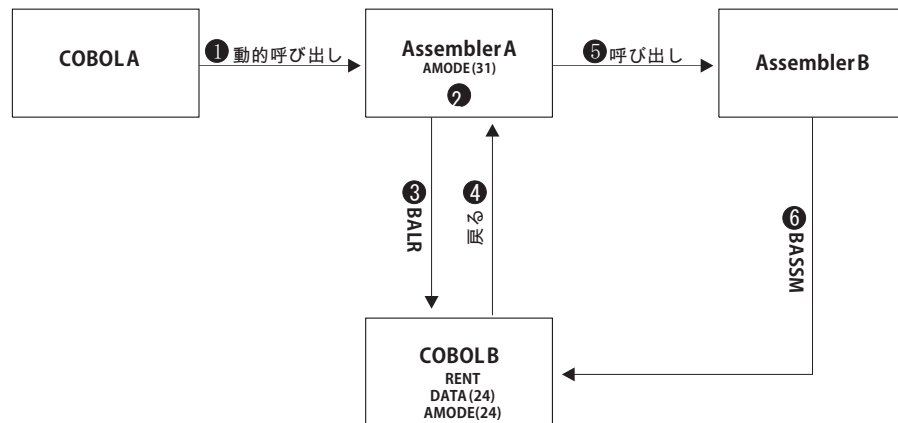 COBOL A
❶動的呼び出し
Assembler A
AMODE(31)
❷
❺呼び出し
Assembler B
❸BALR
❹戻る
❻BASSM
COBOL B
RENT
DATA(24)
AMODE(24)